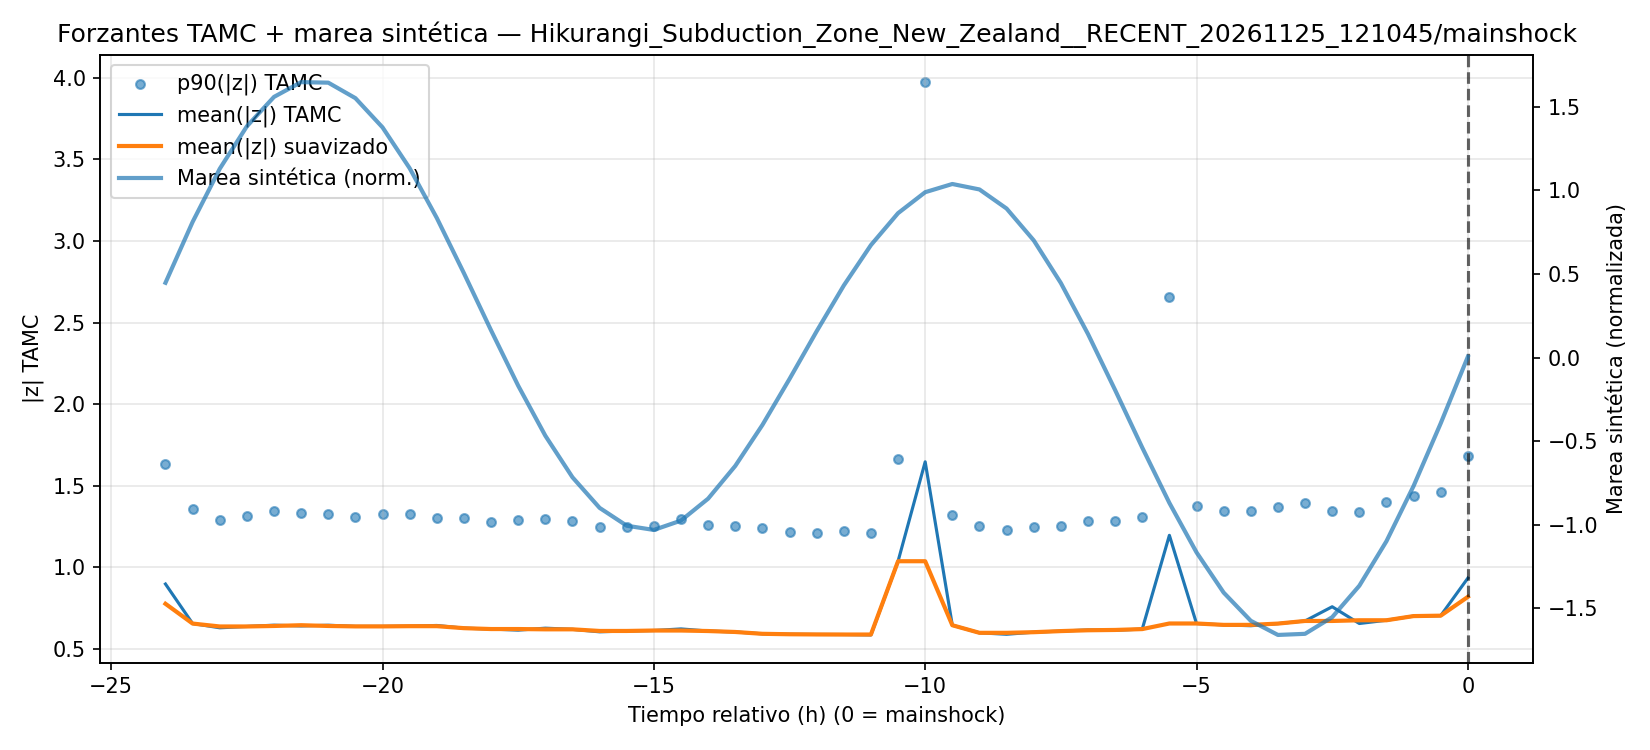 Forzantes TAMC + marea sintética — Hikurangi_Subduction_Zone_New_Zealand__RECENT_20261125_121045/mainshock
p90(|z|) TAMC
mean(|z|) TAMC
mean(|z|) suavizado
Marea sintética (norm.)
|z| TAMC
4.0
3.5
3.0
2.5
2.0
1.5
1.0
0.5
1.5
1.0
0.5
0.0
−0.5
−1.0
−1.5
Marea sintética (normalizada)
−25
−20
−15
−10
−5
0
Tiempo relativo (h) (0 = mainshock)